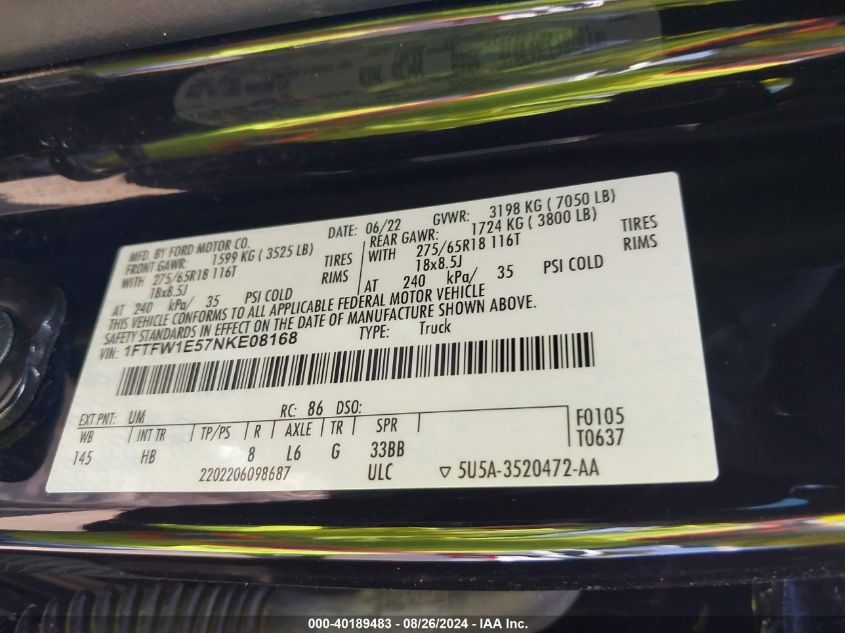 MFD. BY FORD MOTOR CO. DATE: 06/22 GVWR: 3198 KG ( 7050 LB)
FRONT GAWR: 1599 KG ( 3525 LB) REAR GAWR: 1724 KG ( 3800 LB)
WITH 275/65R18 116T TIRES WITH 275/65R18 116T TIRES
18x8.5J RIMS 18x8.5J RIMS
AT 240 kPa/ 35 PSI COLD AT 240 kPa/ 35 PSI COLD
THIS VEHICLE CONFORMS TO ALL APPLICABLE FEDERAL MOTOR VEHICLE
SAFETY STANDARDS IN EFFECT ON THE DATE OF MANUFACTURE SHOWN ABOVE.
VIN: 1FTFW1E57NKE08168 TYPE: Truck
EXT PNT: UM RC: 86 DSO: F0105
WB INT TR TP/PS R AXLE TR SPR T0637
145 HB 8 L6 G 33BB
2202206098687 ULC ▽ 5U5A-3520472-AA
000-40189483 - 08/26/2024 - IAA Inc.